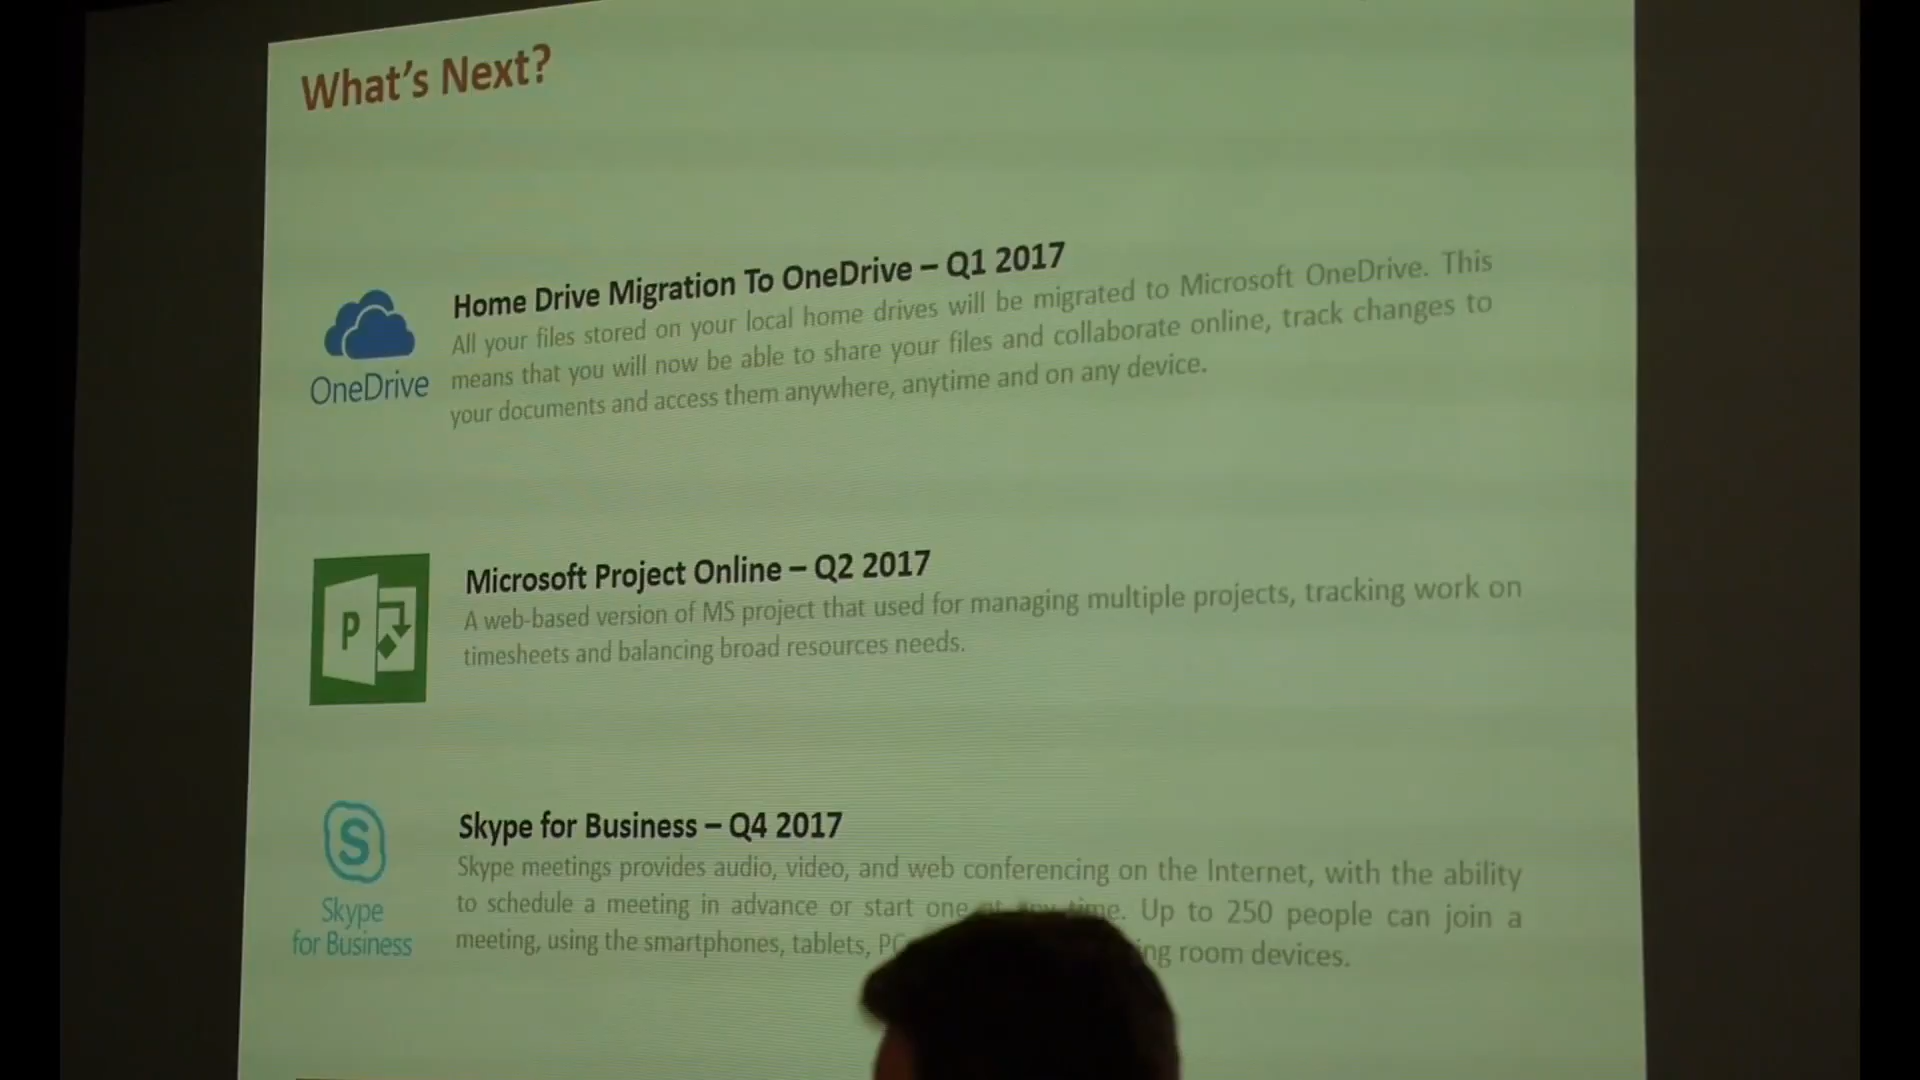 What's Next?
Home Drive Migration To OneDrive – Q1 2017
All your files stored on your local home drives will be migrated to Microsoft OneDrive. This
means that you will now be able to share your files and collaborate online, track changes to
your documents and access them anywhere, anytime and on any device.
OneDrive
Microsoft Project Online – Q2 2017
A web-based version of MS project that used for managing multiple projects, tracking work on
timesheets and balancing broad resources needs.
P
Skype for Business – Q4 2017
Skype meetings provides audio, video, and web conferencing on the Internet, with the ability
to schedule a meeting in advance or start one at any time. Up to 250 people can join a
meeting, using the smartphones, tablets, room devices.
S
Skype
for Business